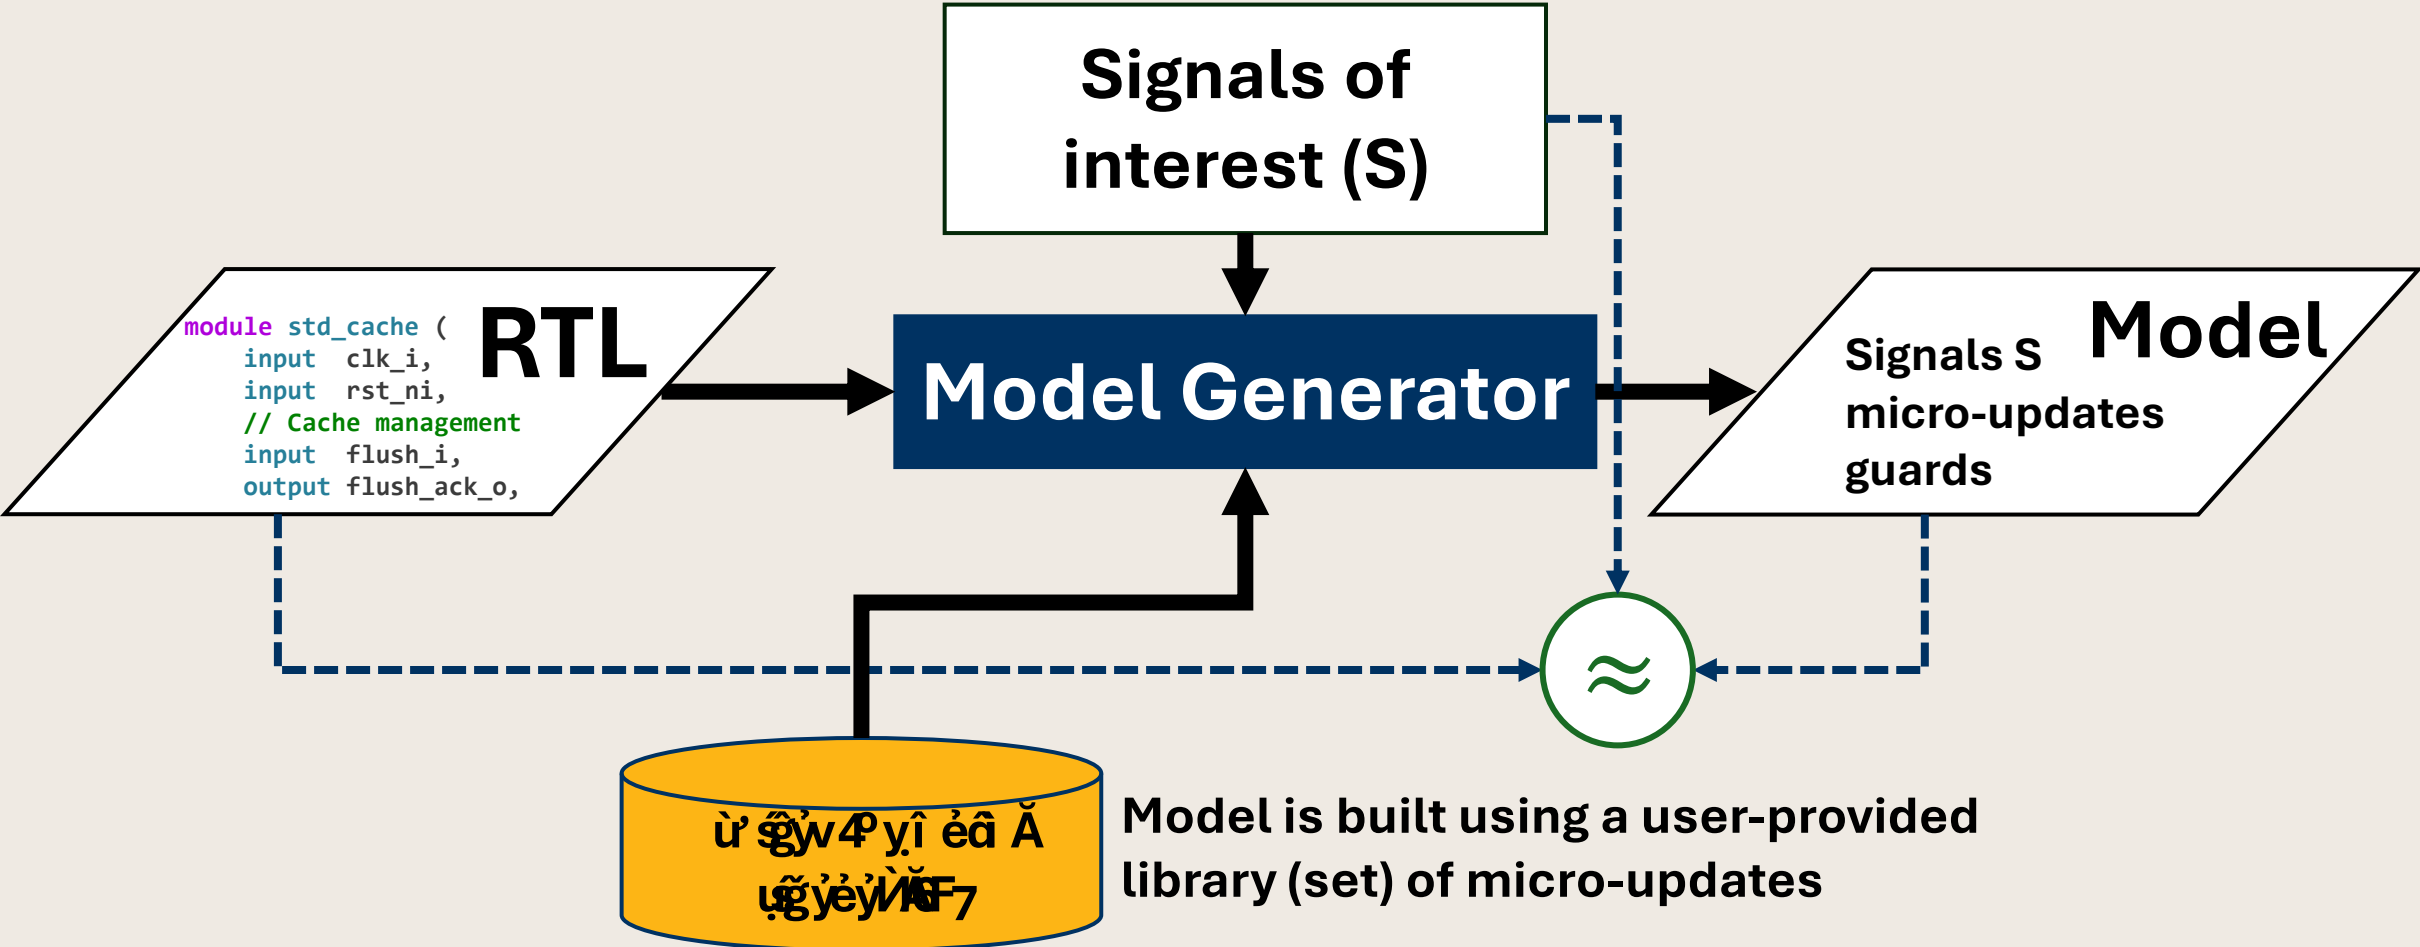 Signals of
interest (S)
RTL
module std_cache (
input clk_i,
input rst_ni,
// Cache management
input flush_i,
output flush_ack_o,
Model Generator
Model
Signals S
micro-updates
guards
≈
Model is built using a user-provided
library (set) of micro-updates